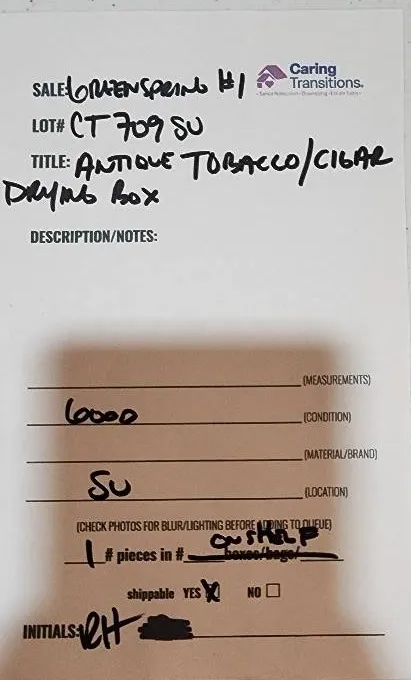 SALE: GREENSPRING #1
Caring Transitions®
LOT# CT 709 SU
TITLE: ANTIQUE TOBACCO/CIGAR
DRYING BOX
DESCRIPTION/NOTES:
(MEASUREMENTS)
GOOD (CONDITION)
(MATERIAL/BRAND)
SU (LOCATION)
(CHECK PHOTOS FOR BLUR/LIGHTING BEFORE ADDING TO QUEUE)
ON SHELF
1 # pieces in # boxes/bags/
shippable YES X NO
INITIALS: RH